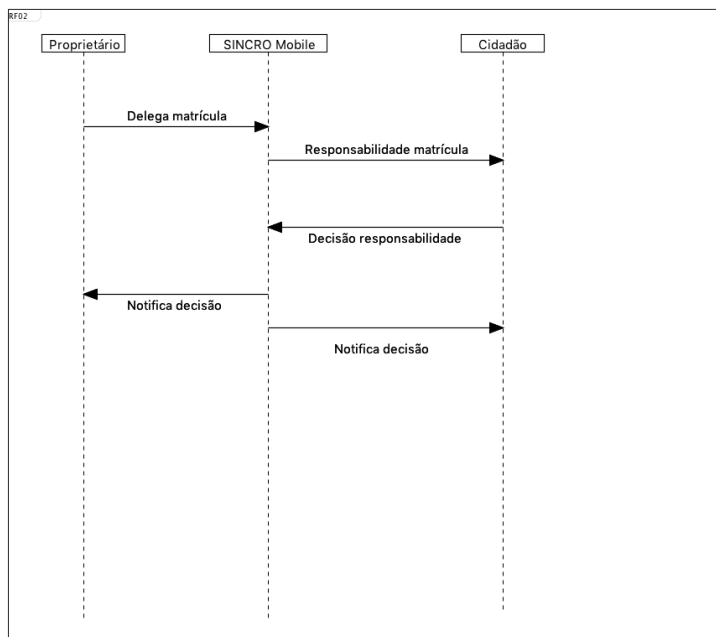 RF02
Proprietário
SINCRO Mobile
Cidadão
Delega matrícula
Responsabilidade matrícula
Decisão responsabilidade
Notifica decisão
Notifica decisão